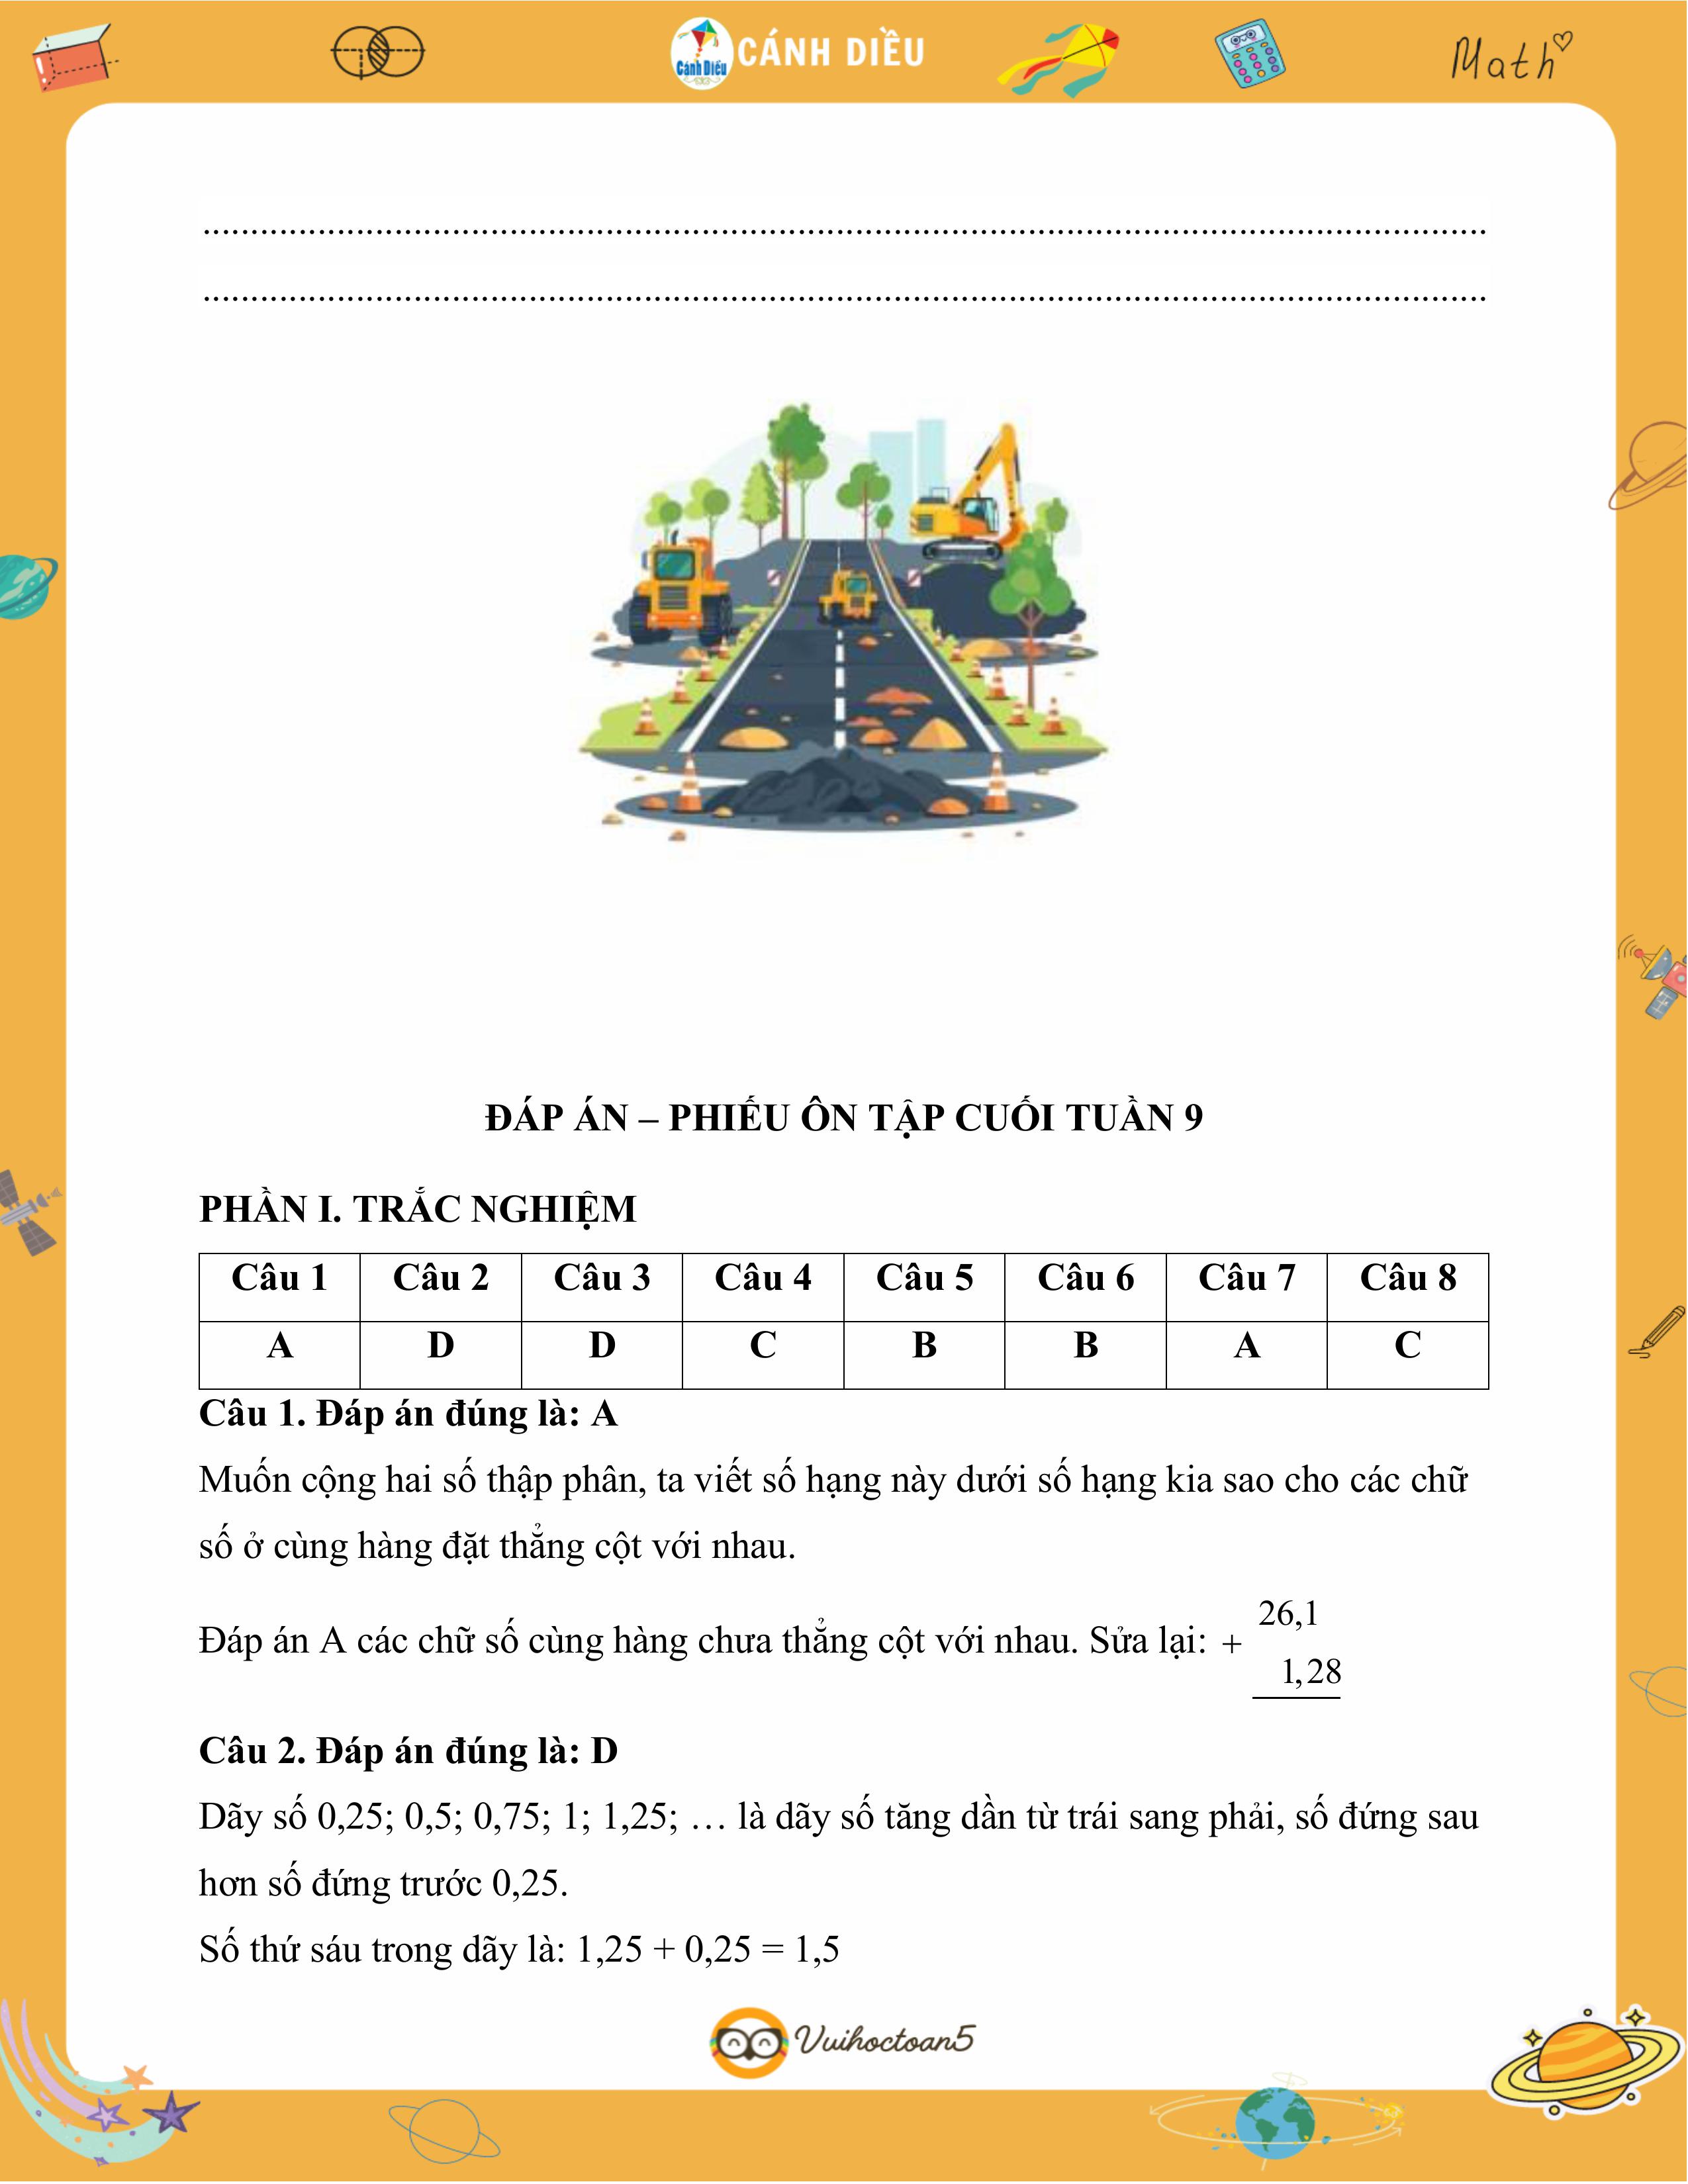 Cánh Diều CÁNH DIỀU
Math
................................................................................
................................................................................
ĐÁP ÁN – PHIẾU ÔN TẬP CUỐI TUẦN 9
PHẦN I. TRẮC NGHIỆM
Câu 1 Câu 2 Câu 3 Câu 4 Câu 5 Câu 6 Câu 7 Câu 8
A D D C B B A C
Câu 1. Đáp án đúng là: A
Muốn cộng hai số thập phân, ta viết số hạng này dưới số hạng kia sao cho các chữ
số ở cùng hàng đặt thẳng cột với nhau.
26,1
Đáp án A các chữ số cùng hàng chưa thẳng cột với nhau. Sửa lại: +
1,28
Câu 2. Đáp án đúng là: D
Dãy số 0,25; 0,5; 0,75; 1; 1,25; … là dãy số tăng dần từ trái sang phải, số đứng sau
hơn số đứng trước 0,25.
Số thứ sáu trong dãy là: 1,25 + 0,25 = 1,5
Vuihoctoan5